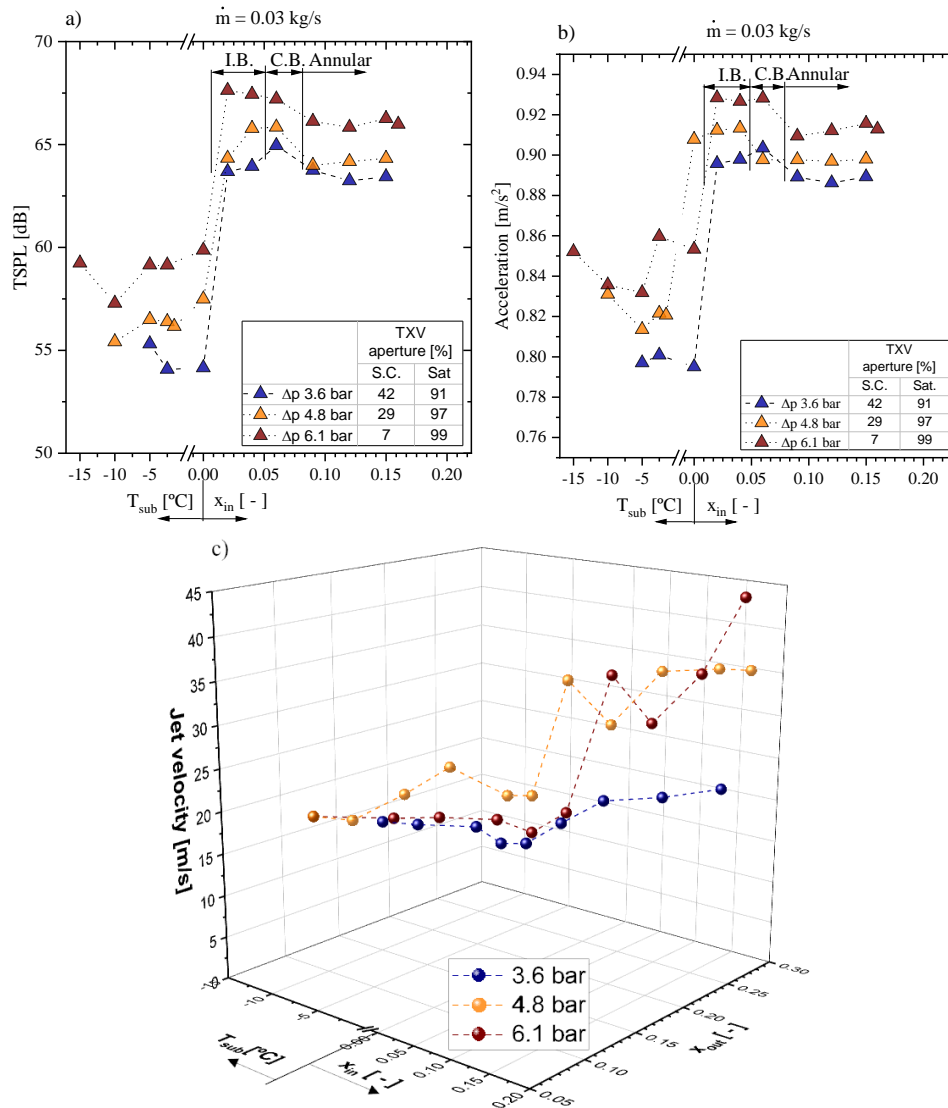 a)
ṁ = 0.03 kg/s
70
65
60
55
50
TSPL [dB]
I.B.
C.B.
Annular
TXV
aperture [%]
S.C. Sat
Δp 3.6 bar 42 91
Δp 4.8 bar 29 97
Δp 6.1 bar 7 99
-15 -10 -5 0.00 0.05 0.10 0.15 0.20
T_sub [ºC] x_in [ - ]
b)
ṁ = 0.03 kg/s
0.94
0.92
0.90
0.88
0.86
0.84
0.82
0.80
0.78
0.76
Acceleration [m/s²]
I.B.
C.B.
Annular
TXV
aperture [%]
S.C. Sat.
Δp 3.6 bar 42 91
Δp 4.8 bar 29 97
Δp 6.1 bar 7 99
-15 -10 -5 0.00 0.05 0.10 0.15
T_sub [ºC] x_in [ - ]
c)
45
40
35
30
25
20
15
10
5
Jet velocity [m/s]
-10
-5
0.00
0.05
0.10
0.15
0.20
T_sub [ºC]
x_in [-]
0.05
0.10
0.15
0.20
0.25
0.30
x_out [-]
3.6 bar
4.8 bar
6.1 bar